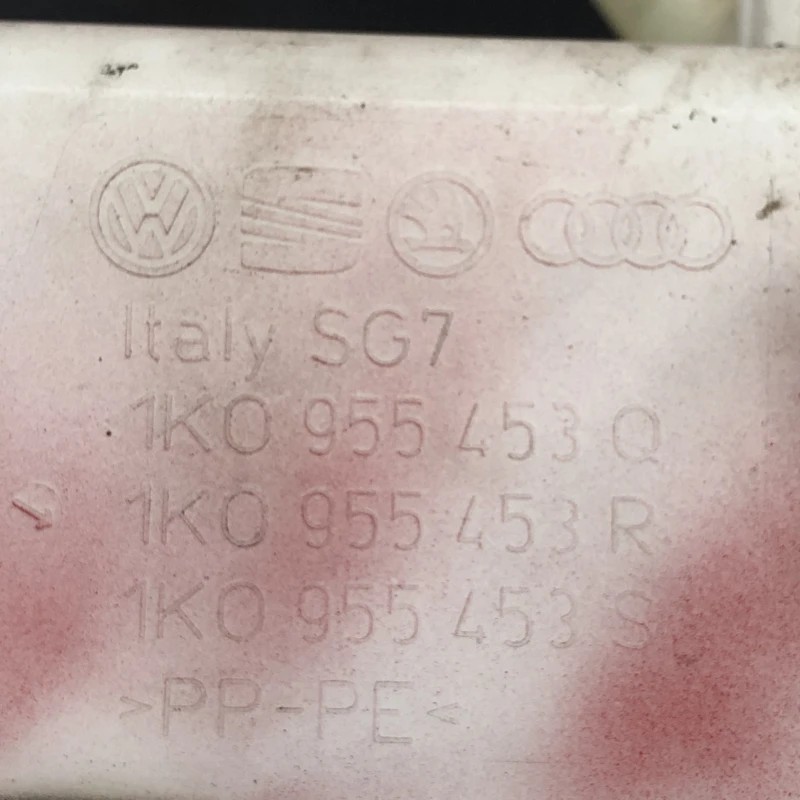 Italy SG7
1K0 955 453 Q
1K0 955 453 R
1K0 955 453 S
>PP-PE<